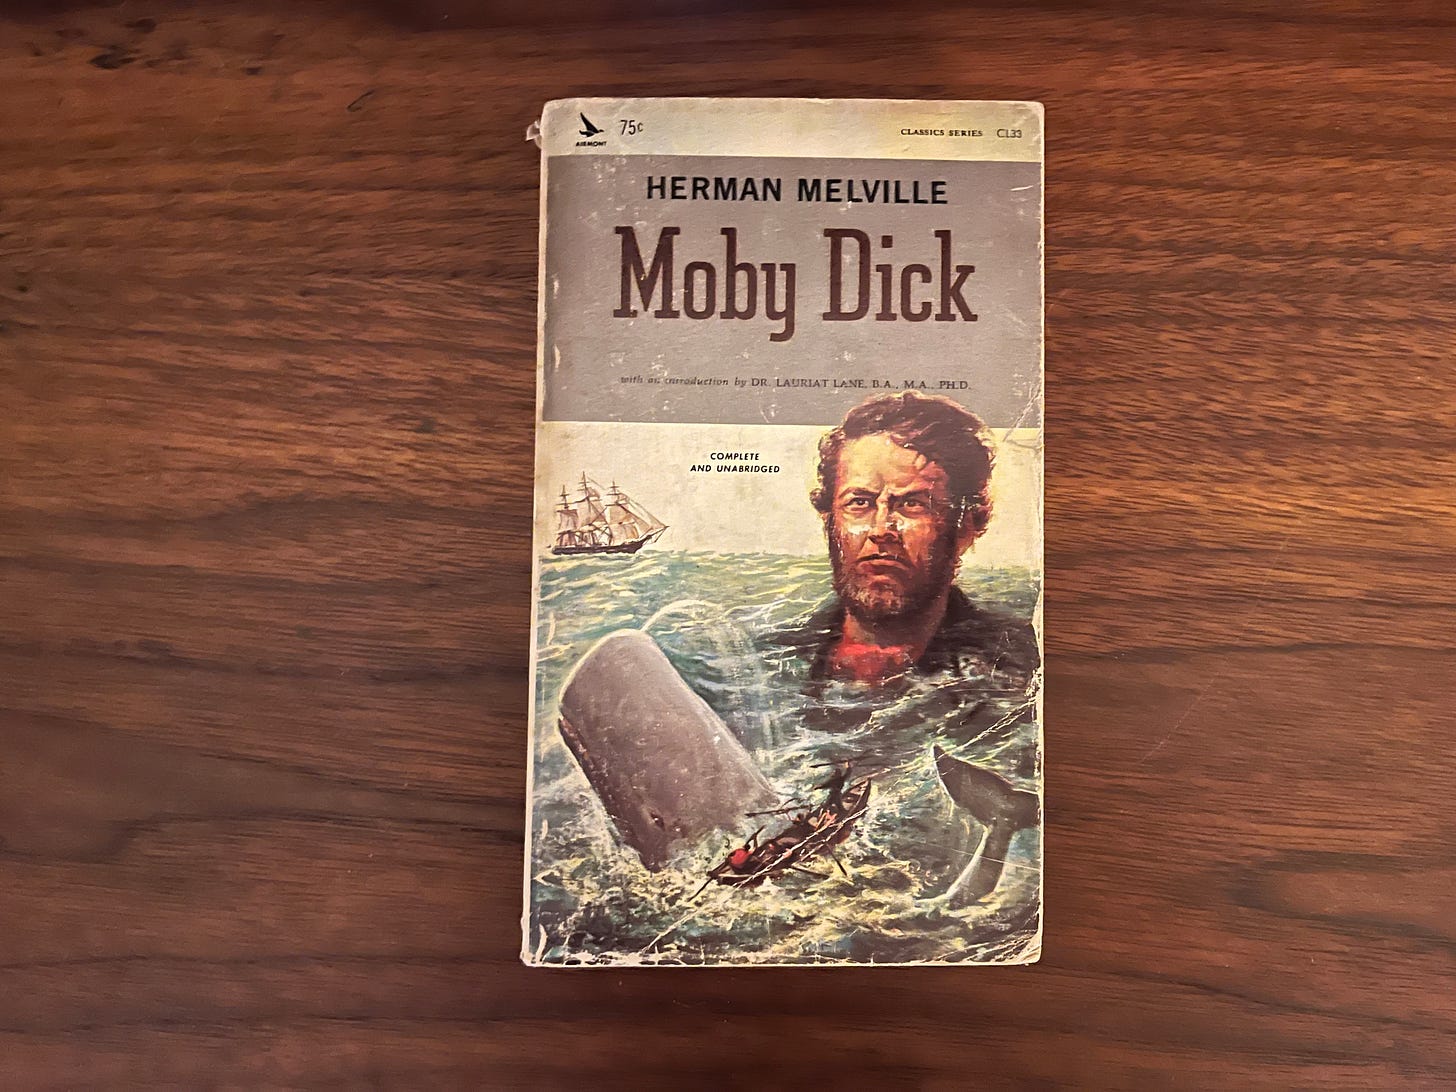 75¢
CLASSICS SERIES CL33
AIRMONT
HERMAN MELVILLE
Moby Dick
with an introduction by DR. LAURIAT LANE, B.A., M.A., PH.D.
COMPLETE
AND UNABRIDGED